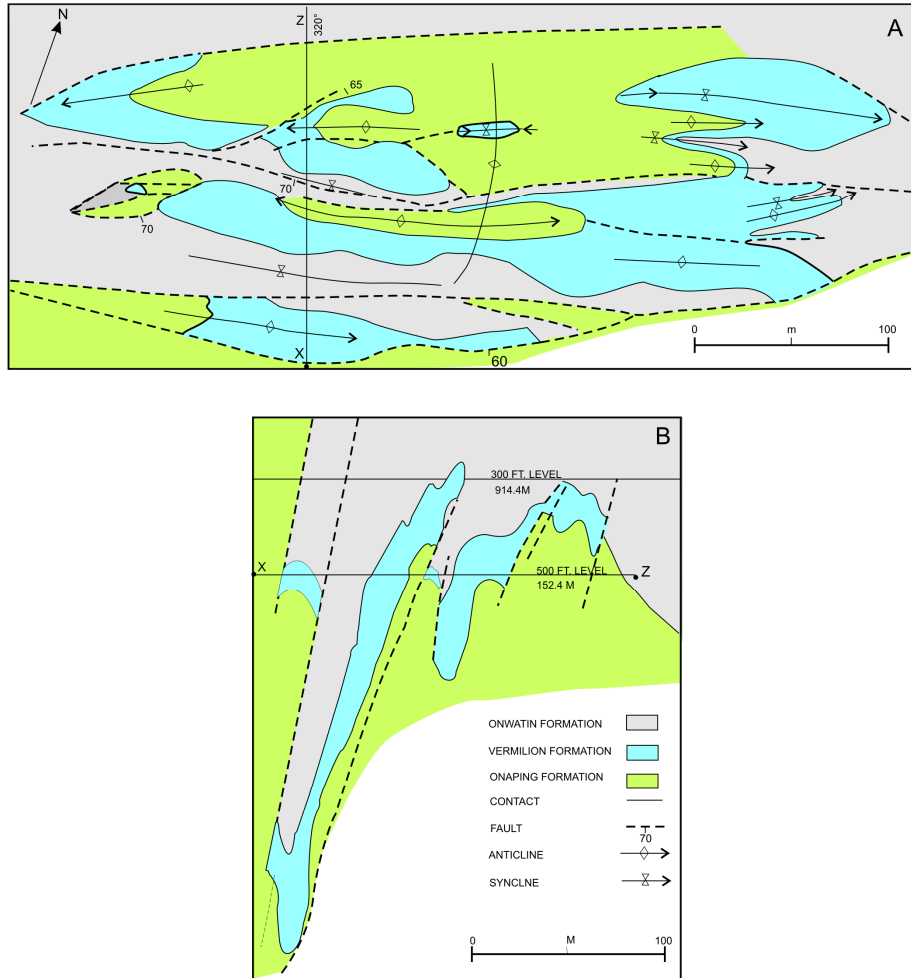 N
Z
320°
A
65
70
70
X
60
0 m 100
B
300 FT. LEVEL
914.4M
X
500 FT. LEVEL
152.4 M
Z
ONWATIN FORMATION
VERMILION FORMATION
ONAPING FORMATION
CONTACT
FAULT
70
ANTICLINE
SYNCLNE
0 M 100